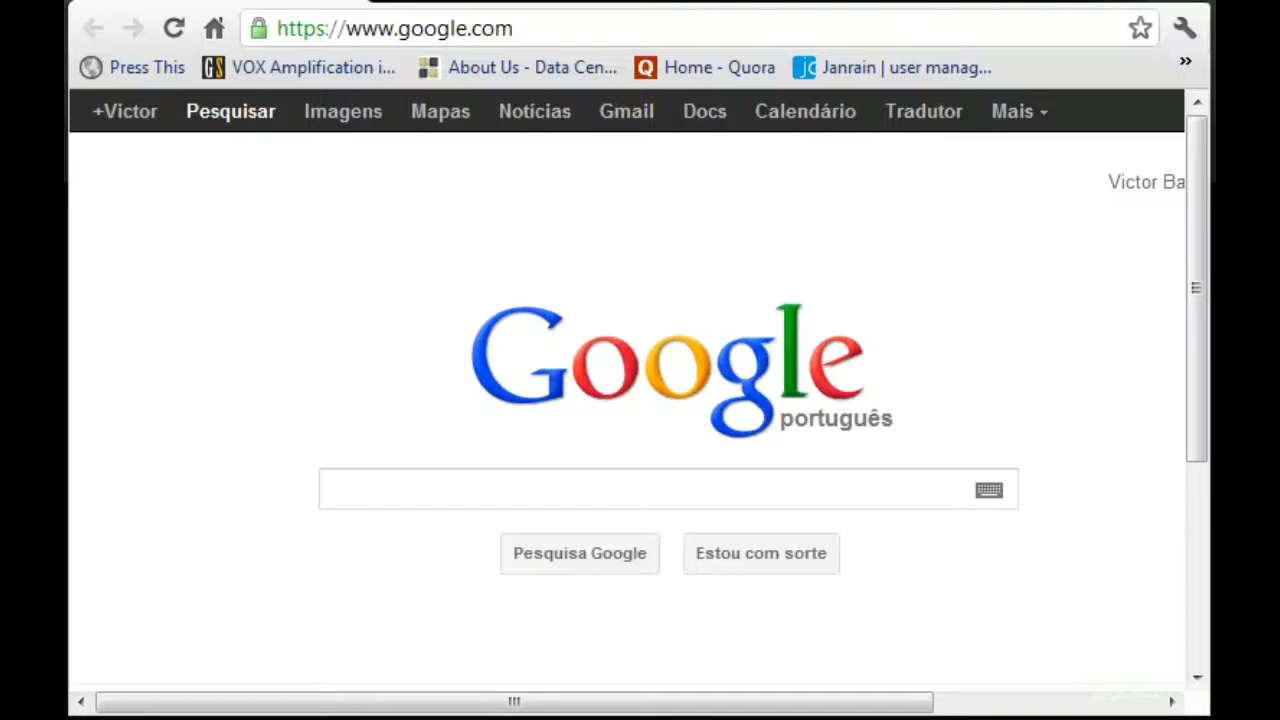 https://www.google.com
Press This VOX Amplification i... About Us - Data Cen... Home - Quora Janrain | user manag... »
+Victor Pesquisar Imagens Mapas Notícias Gmail Docs Calendário Tradutor Mais
Victor Ba
Google
português
Pesquisa Google Estou com sorte